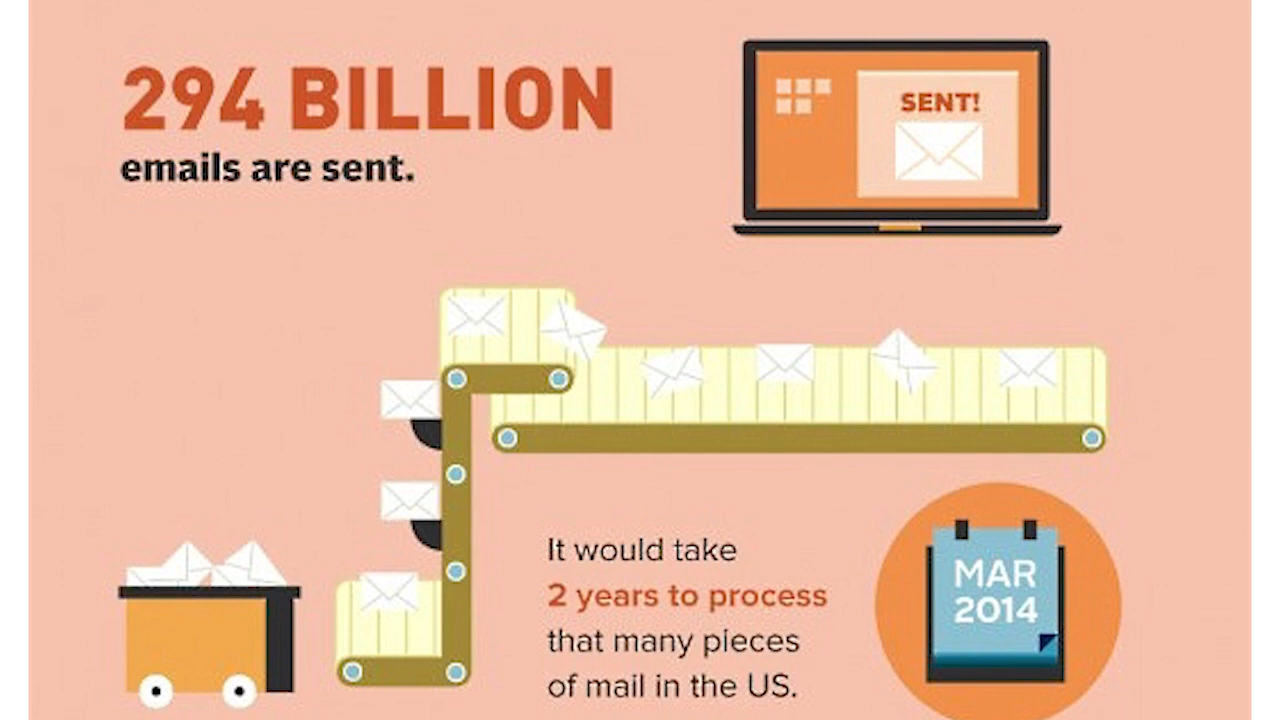 294 BILLION
emails are sent.
SENT!
It would take
2 years to process
that many pieces
of mail in the US.
MAR
2014